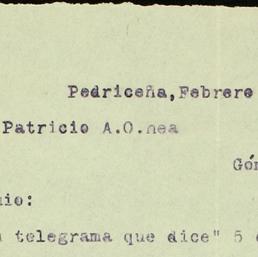 Pedriceña, Febrero
Patricio A.O.nea
Gó
io:
telegrama que dice" 5